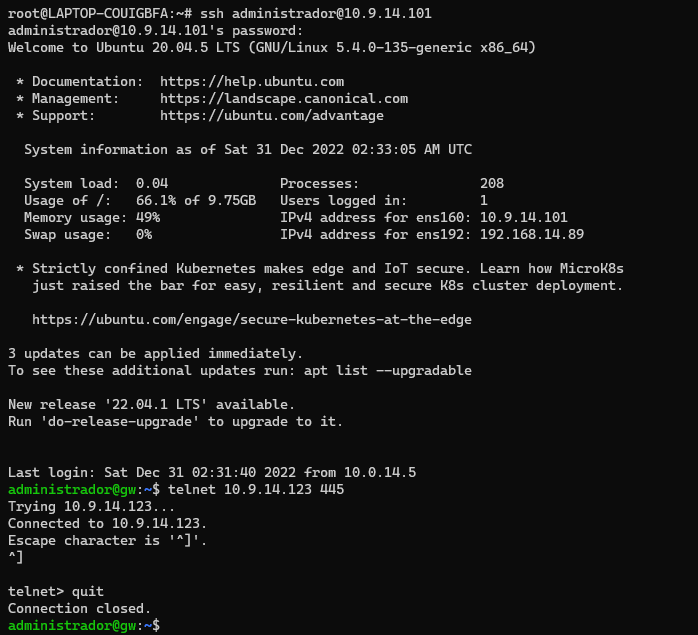 root@LAPTOP-COUIGBFA:~# ssh administrador@10.9.14.101
administrador@10.9.14.101's password:
Welcome to Ubuntu 20.04.5 LTS (GNU/Linux 5.4.0-135-generic x86_64)

 * Documentation:  https://help.ubuntu.com
 * Management:     https://landscape.canonical.com
 * Support:        https://ubuntu.com/advantage

  System information as of Sat 31 Dec 2022 02:33:05 AM UTC

  System load:  0.04              Processes:               208
  Usage of /:   66.1% of 9.75GB   Users logged in:         1
  Memory usage: 49%               IPv4 address for ens160: 10.9.14.101
  Swap usage:   0%                IPv4 address for ens192: 192.168.14.89

 * Strictly confined Kubernetes makes edge and IoT secure. Learn how MicroK8s
   just raised the bar for easy, resilient and secure K8s cluster deployment.

   https://ubuntu.com/engage/secure-kubernetes-at-the-edge

3 updates can be applied immediately.
To see these additional updates run: apt list --upgradable

New release '22.04.1 LTS' available.
Run 'do-release-upgrade' to upgrade to it.


Last login: Sat Dec 31 02:31:40 2022 from 10.0.14.5
administrador@gw:~$ telnet 10.9.14.123 445
Trying 10.9.14.123...
Connected to 10.9.14.123.
Escape character is '^]'.
^]

telnet> quit
Connection closed.
administrador@gw:~$